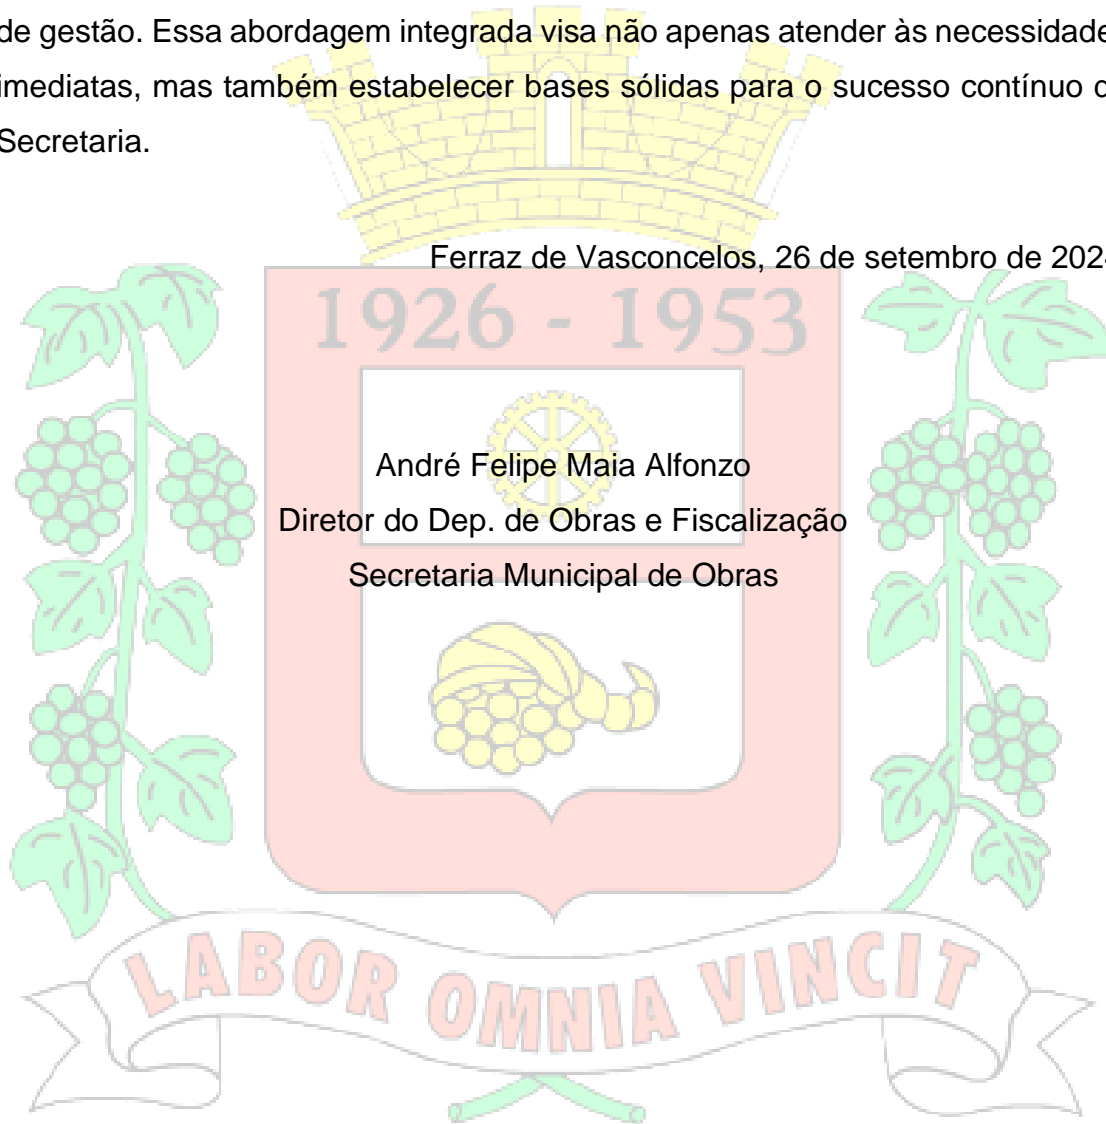 de gestão. Essa abordagem integrada visa não apenas atender às necessidade
imediatas, mas também estabelecer bases sólidas para o sucesso contínuo d
Secretaria.
Ferraz de Vasconcelos, 26 de setembro de 2024
1926 - 1953
André Felipe Maia Alfonzo
Diretor do Dep. de Obras e Fiscalização
Secretaria Municipal de Obras
LABOR OMNIA VINCIT